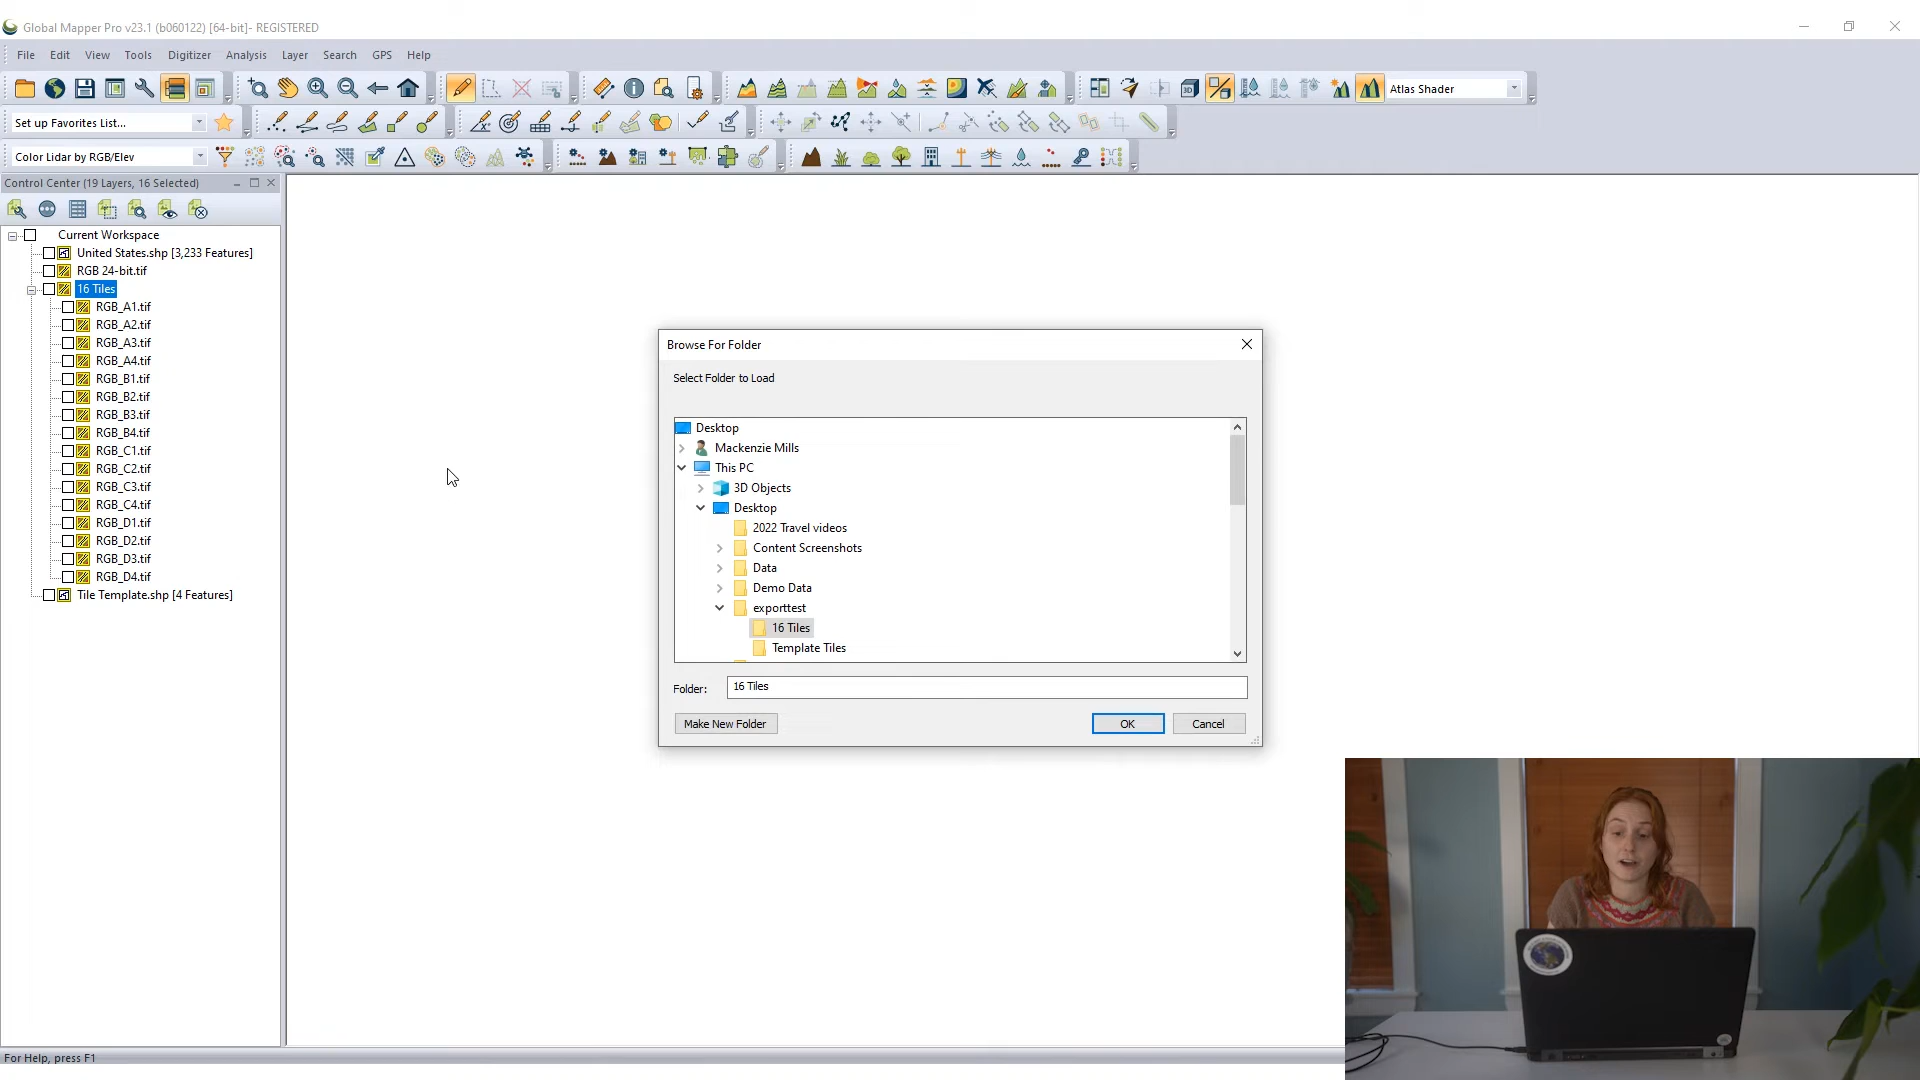 Global Mapper Pro v23.1 (b060122) [64-bit]- REGISTERED
File Edit View Tools Digitizer Analysis Layer Search GPS Help
Atlas Shader
Set up Favorites List...
Color Lidar by RGB/Elev
Control Center (19 Layers, 16 Selected)
Current Workspace
United States.shp [3,233 Features]
RGB 24-bit.tif
16 Tiles
RGB_A1.tif
RGB_A2.tif
RGB_A3.tif
RGB_A4.tif
RGB_B1.tif
RGB_B2.tif
RGB_B3.tif
RGB_B4.tif
RGB_C1.tif
RGB_C2.tif
RGB_C3.tif
RGB_C4.tif
RGB_D1.tif
RGB_D2.tif
RGB_D3.tif
RGB_D4.tif
Tile Template.shp [4 Features]
Browse For Folder
Select Folder to Load
Desktop
Mackenzie Mills
This PC
3D Objects
Desktop
2022 Travel videos
Content Screenshots
Data
Demo Data
exporttest
16 Tiles
Template Tiles
Folder: 16 Tiles
Make New Folder OK Cancel
For Help, press F1